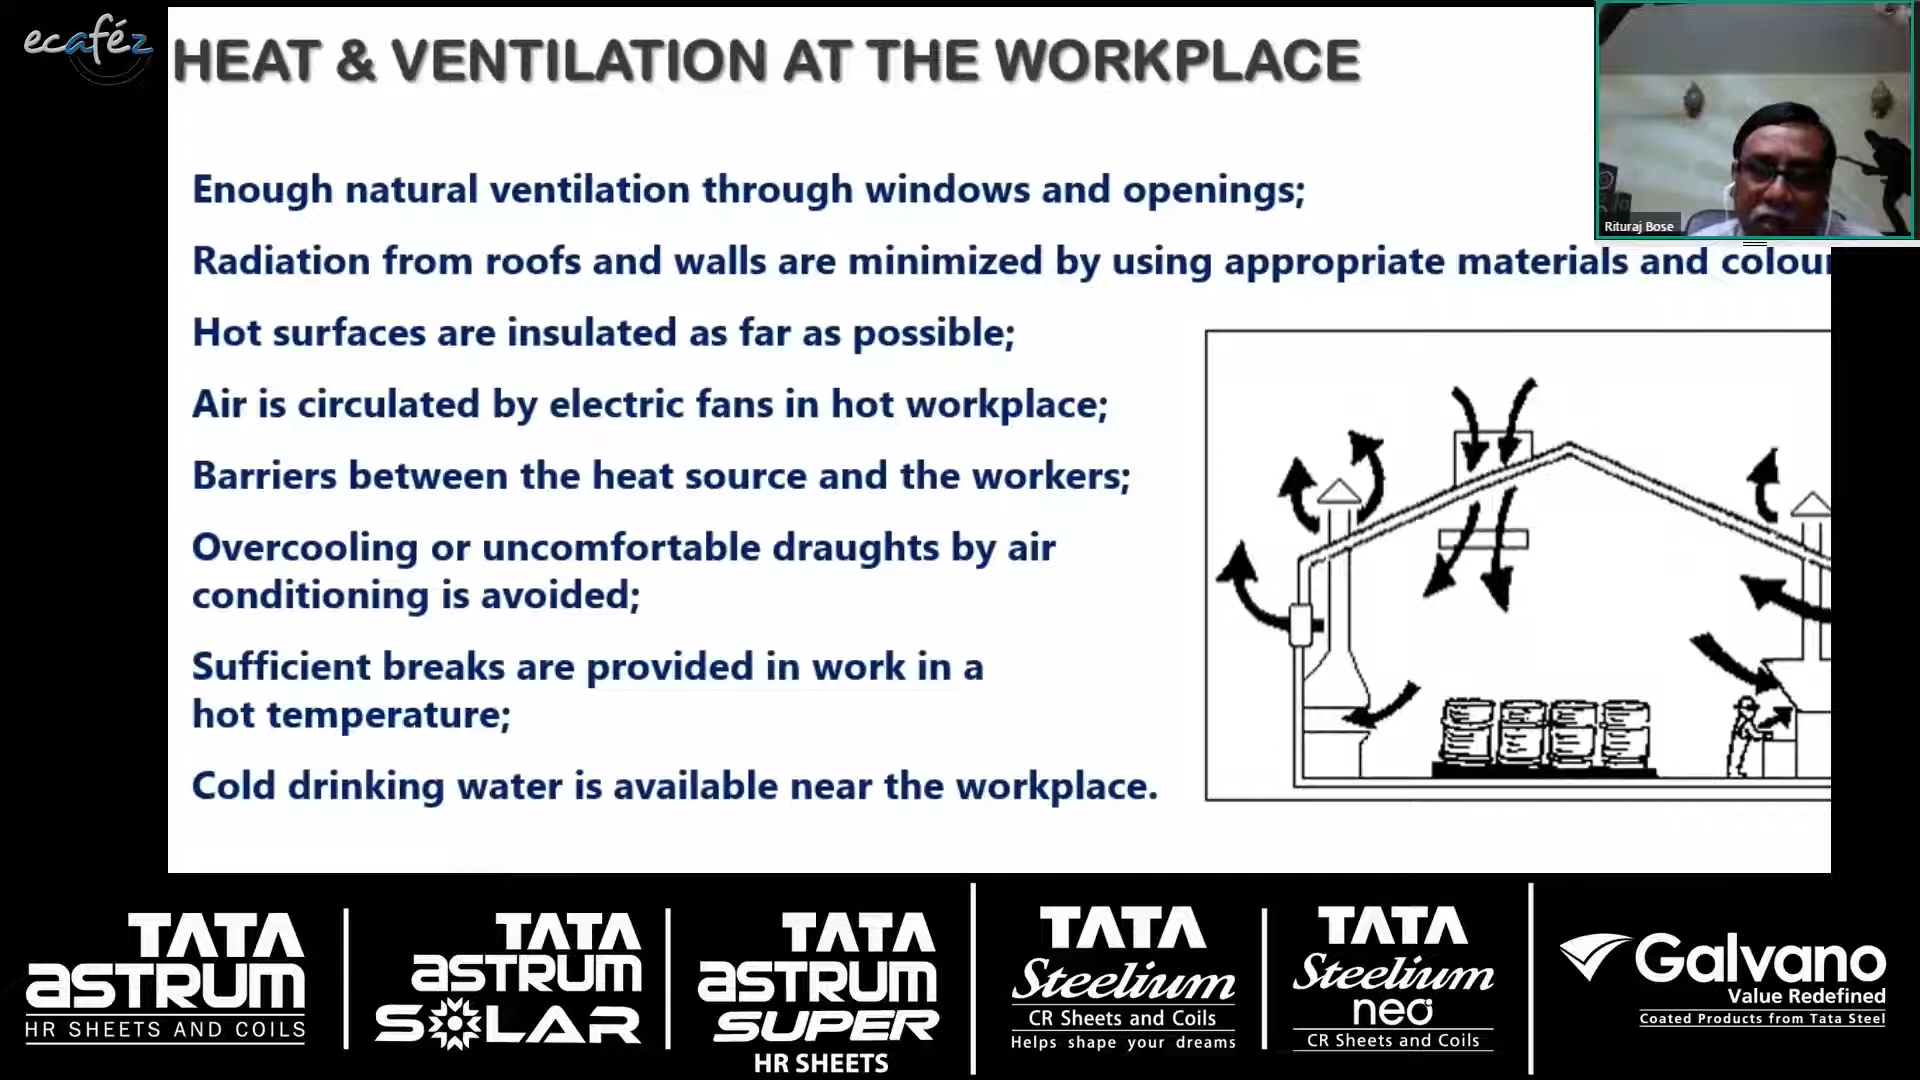 ecaféz
HEAT & VENTILATION AT THE WORKPLACE
Rituraj Bose
Enough natural ventilation through windows and openings;
Radiation from roofs and walls are minimized by using appropriate materials and colour
Hot surfaces are insulated as far as possible;
Air is circulated by electric fans in hot workplace;
Barriers between the heat source and the workers;
Overcooling or uncomfortable draughts by air
conditioning is avoided;
Sufficient breaks are provided in work in a
hot temperature;
Cold drinking water is available near the workplace.
TATA
ASTRUM
HR SHEETS AND COILS
TATA
ASTRUM
SOLAR
TATA
ASTRUM
SUPER
HR SHEETS
TATA
Steelium
CR Sheets and Coils
Helps shape your dreams
TATA
Steelium
neo
CR Sheets and Coils
Galvano
Value Redefined
Coated Products from Tata Steel